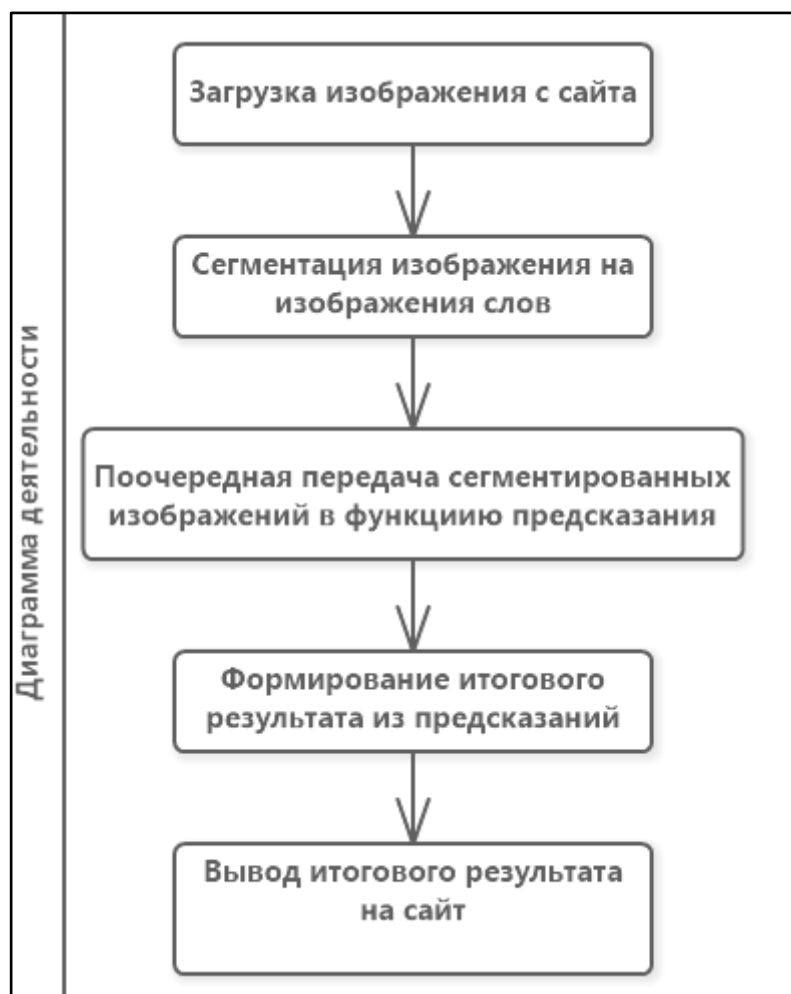 Диаграмма деятельности
Загрузка изображения с сайта
Сегментация изображения на
изображения слов
Поочередная передача сегментированных
изображений в функциию предсказания
Формирование итогового
результата из предсказаний
Вывод итогового результата
на сайт